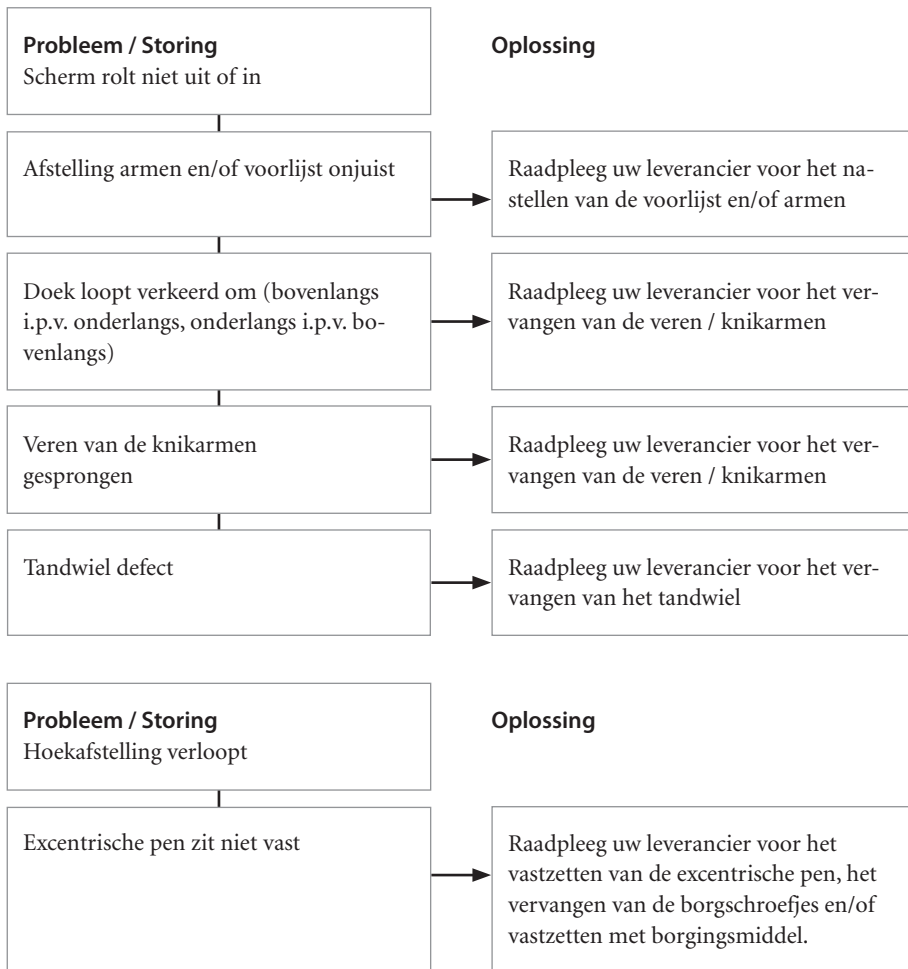 Probleem / Storing
Scherm rolt niet uit of in
Oplossing
Afstelling armen en/of voorlijst onjuist
Raadpleeg uw leverancier voor het na-
stellen van de voorlijst en/of armen
Doek loopt verkeerd om (bovenlangs
i.p.v. onderlangs, onderlangs i.p.v. bo-
venlangs)
Raadpleeg uw leverancier voor het ver-
vangen van de veren / knikarmen
Veren van de knikarmen
gesprongen
Raadpleeg uw leverancier voor het ver-
vangen van de veren / knikarmen
Tandwiel defect
Raadpleeg uw leverancier voor het ver-
vangen van het tandwiel
Probleem / Storing
Hoekafstelling verloopt
Oplossing
Excentrische pen zit niet vast
Raadpleeg uw leverancier voor het
vastzetten van de excentrische pen, het
vervangen van de borgschroefjes en/of
vastzetten met borgingsmiddel.